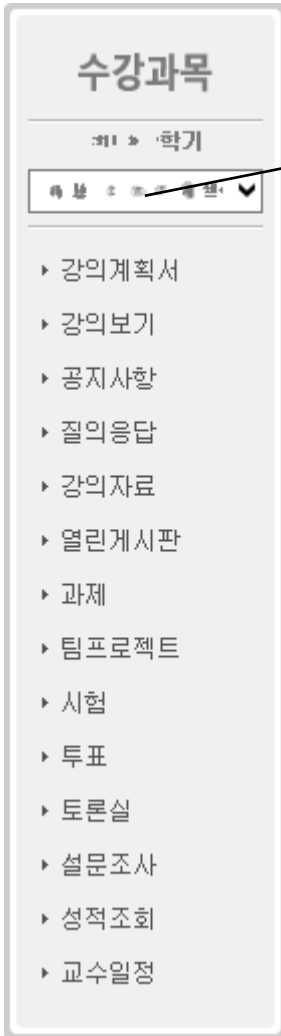 수강과목
학기
강의계획서
강의보기
공지사항
질의응답
강의자료
열린게시판
과제
팀프로젝트
시험
투표
토론실
설문조사
성적조회
교수일정